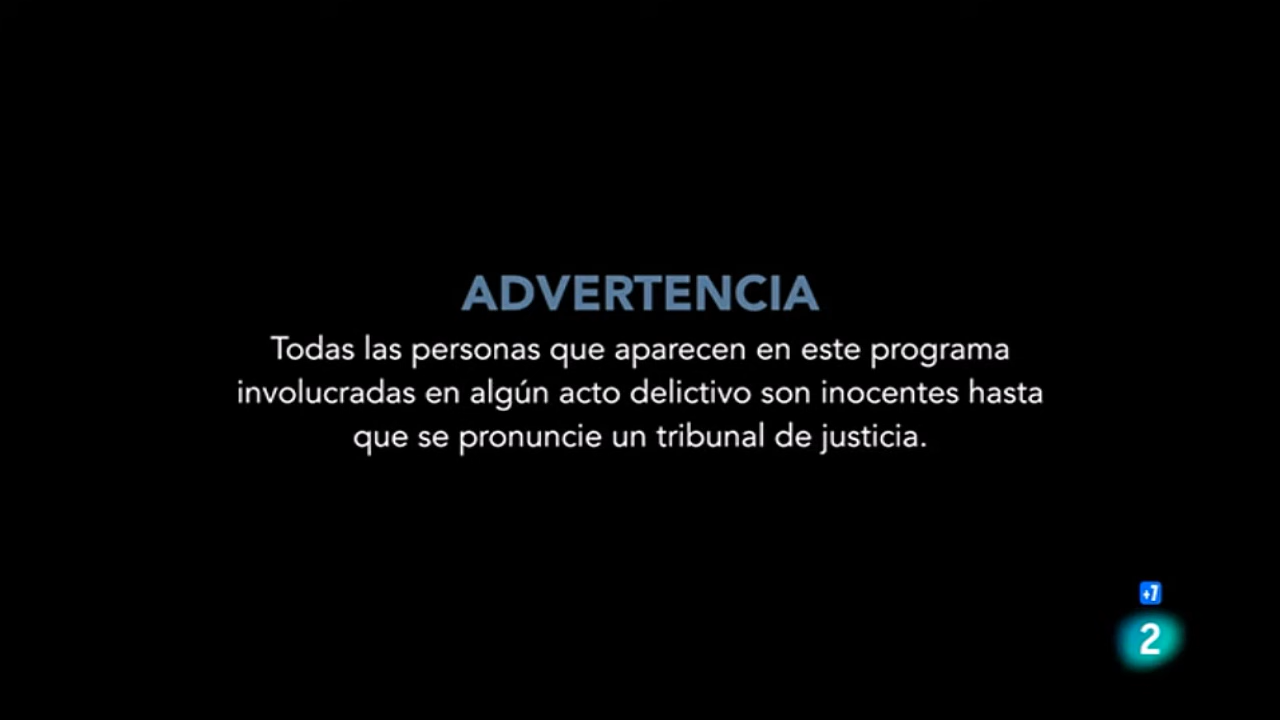 ADVERTENCIA
Todas las personas que aparecen en este programa
involucradas en algún acto delictivo son inocentes hasta
que se pronuncie un tribunal de justicia.
+7
2